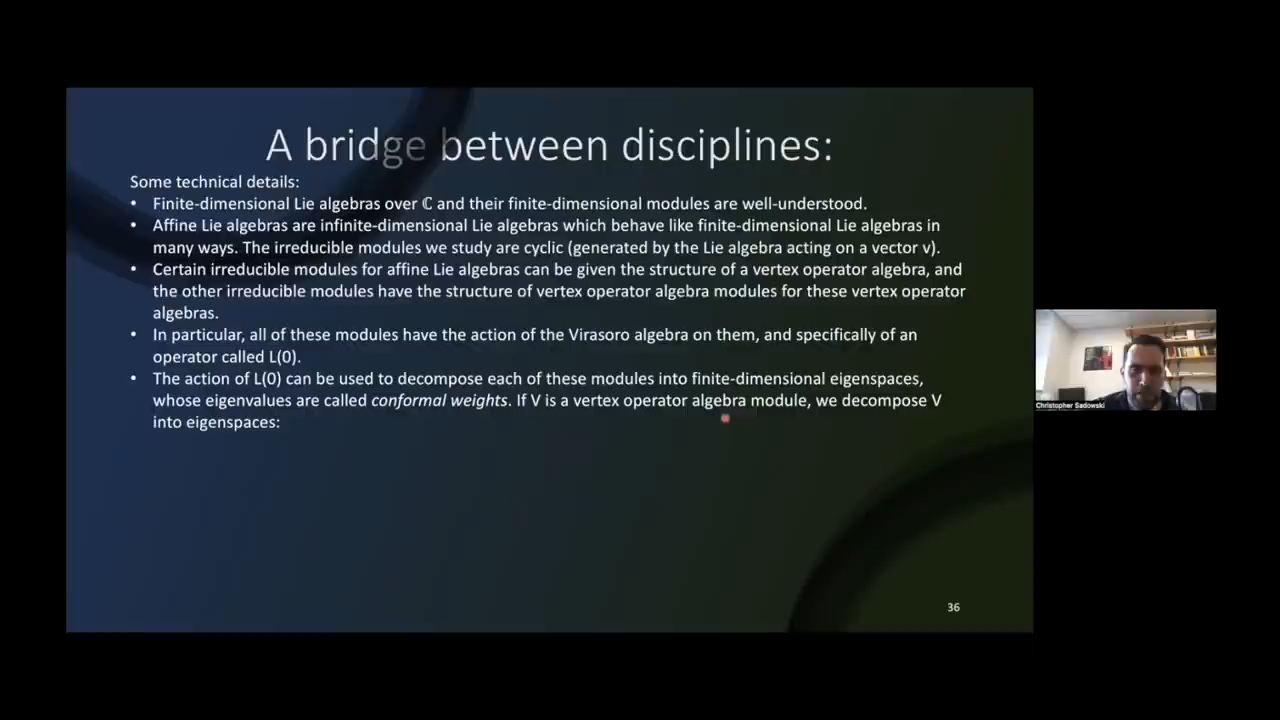 A bridge between disciplines:
Some technical details:
• Finite-dimensional Lie algebras over ℂ and their finite-dimensional modules are well-understood.
• Affine Lie algebras are infinite-dimensional Lie algebras which behave like finite-dimensional Lie algebras in
many ways. The irreducible modules we study are cyclic (generated by the Lie algebra acting on a vector v).
• Certain irreducible modules for affine Lie algebras can be given the structure of a vertex operator algebra, and
the other irreducible modules have the structure of vertex operator algebra modules for these vertex operator
algebras.
• In particular, all of these modules have the action of the Virasoro algebra on them, and specifically of an
operator called L(0).
• The action of L(0) can be used to decompose each of these modules into finite-dimensional eigenspaces,
whose eigenvalues are called conformal weights. If V is a vertex operator algebra module, we decompose V
into eigenspaces:
36
Christopher Sadowski